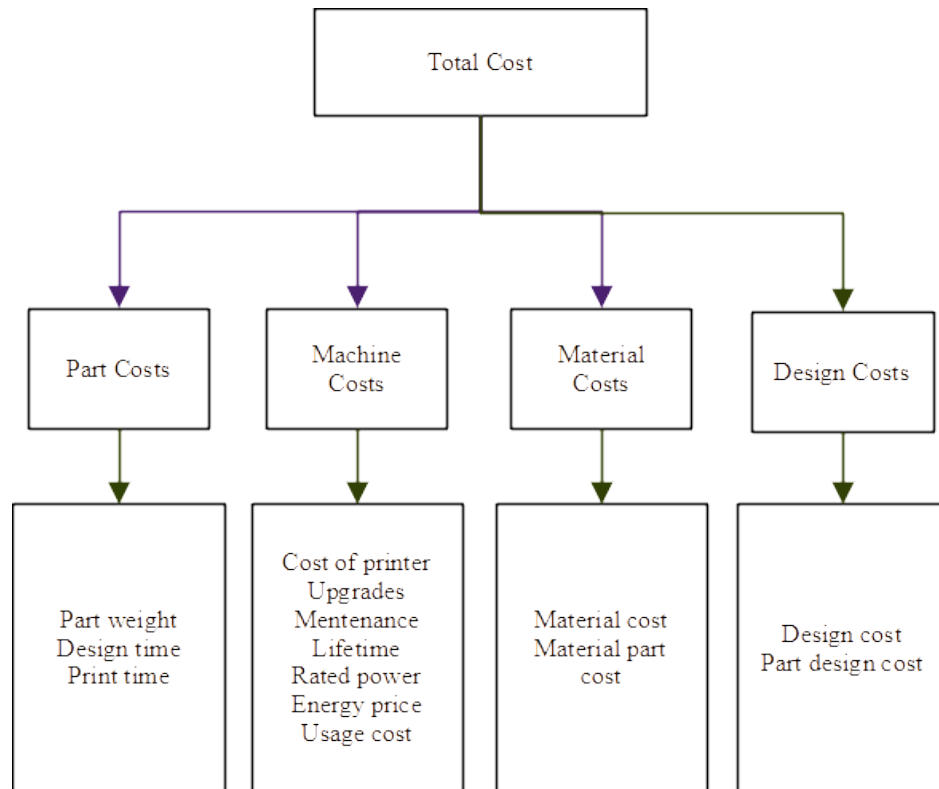 Total Cost
Part Costs
Machine
Costs
Material
Costs
Design Costs
Part weight
Design time
Print time
Cost of printer
Upgrades
Mentenance
Lifetime
Rated power
Energy price
Usage cost
Material cost
Material part
cost
Design cost
Part design cost